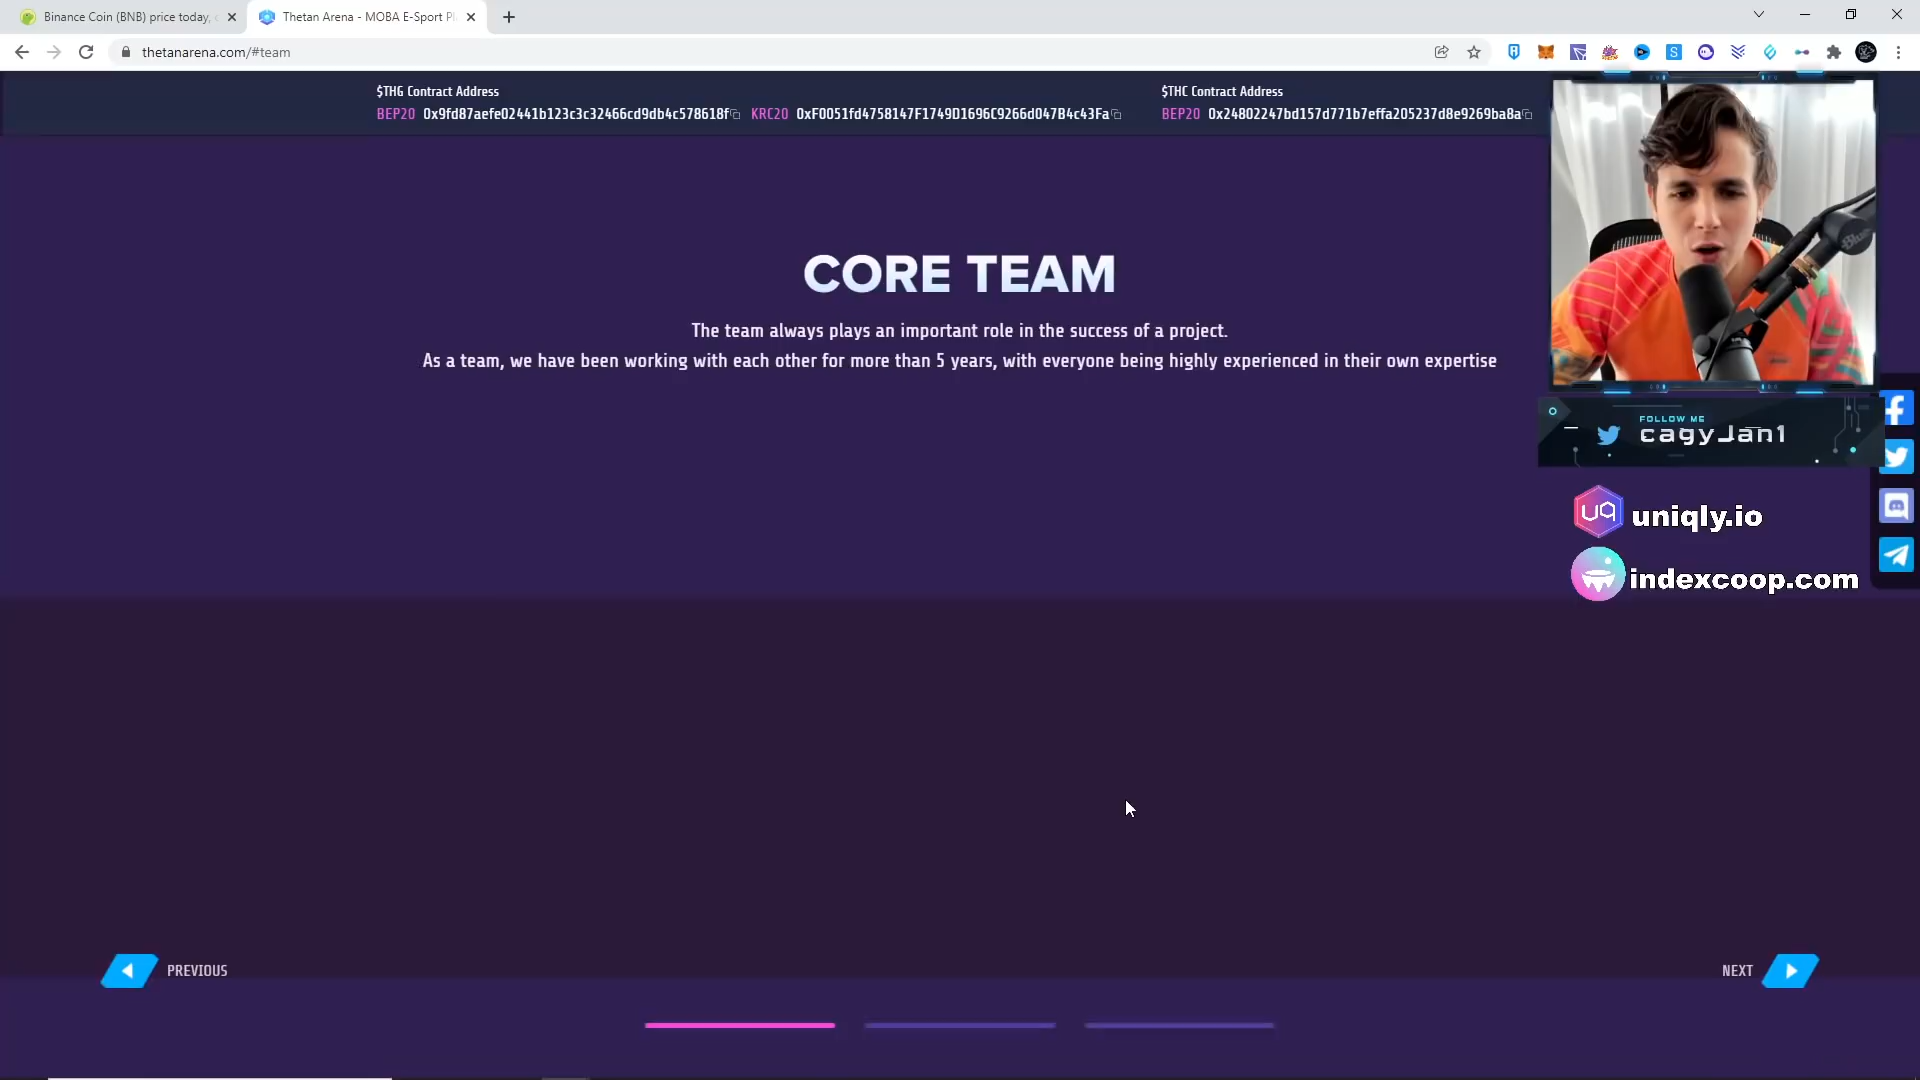 Binance Coin (BNB) price today,
Thetan Arena - MOBA E-Sport Pl
thetanarena.com/#team
$THG Contract Address
BEP20 0x9fd87aefe02441b123c3c32466cd9db4c578618f KRC20 0xF0051fd4758147F1749D1696C9266d047B4c43Fa
$THC Contract Address
BEP20 0x24802247bd157d771b7effa205237d8e9269ba8a
CORE TEAM
The team always plays an important role in the success of a project.
As a team, we have been working with each other for more than 5 years, with everyone being highly experienced in their own expertise
Blue
FOLLOW ME
cagyJan1
uq uniqly.io
indexcoop.com
PREVIOUS
NEXT